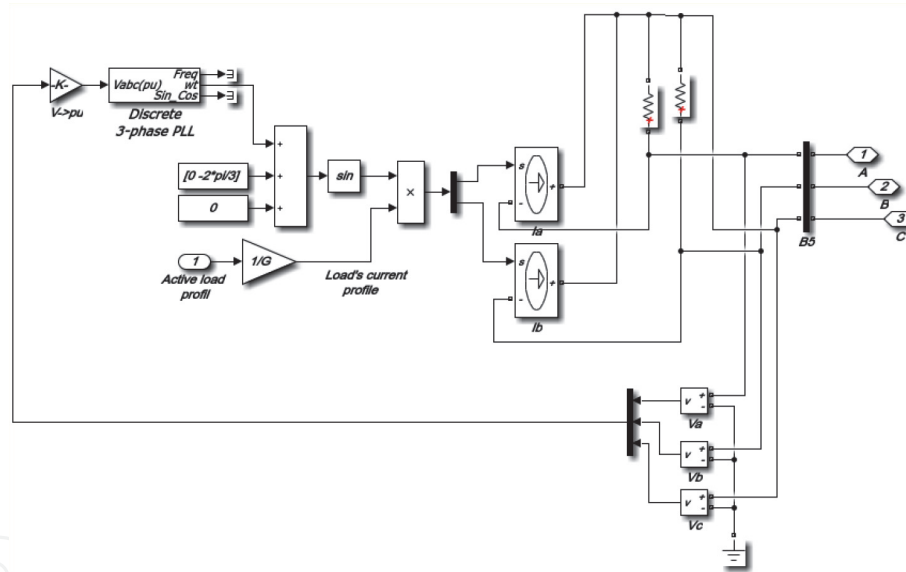 -K-
V->pu
Vabc(pu)
Freq
wt
Sin_Cos
Discrete
3-phase PLL
[0 -2*pi/3]
0
+
+
+
sin
×
1
Active load
profil
1/G
Load's current
profile
s
-
+
Ia
s
-
+
Ib
B5
1
A
2
B
3
C
v
+
-
Va
v
+
-
Vb
v
+
-
Vc